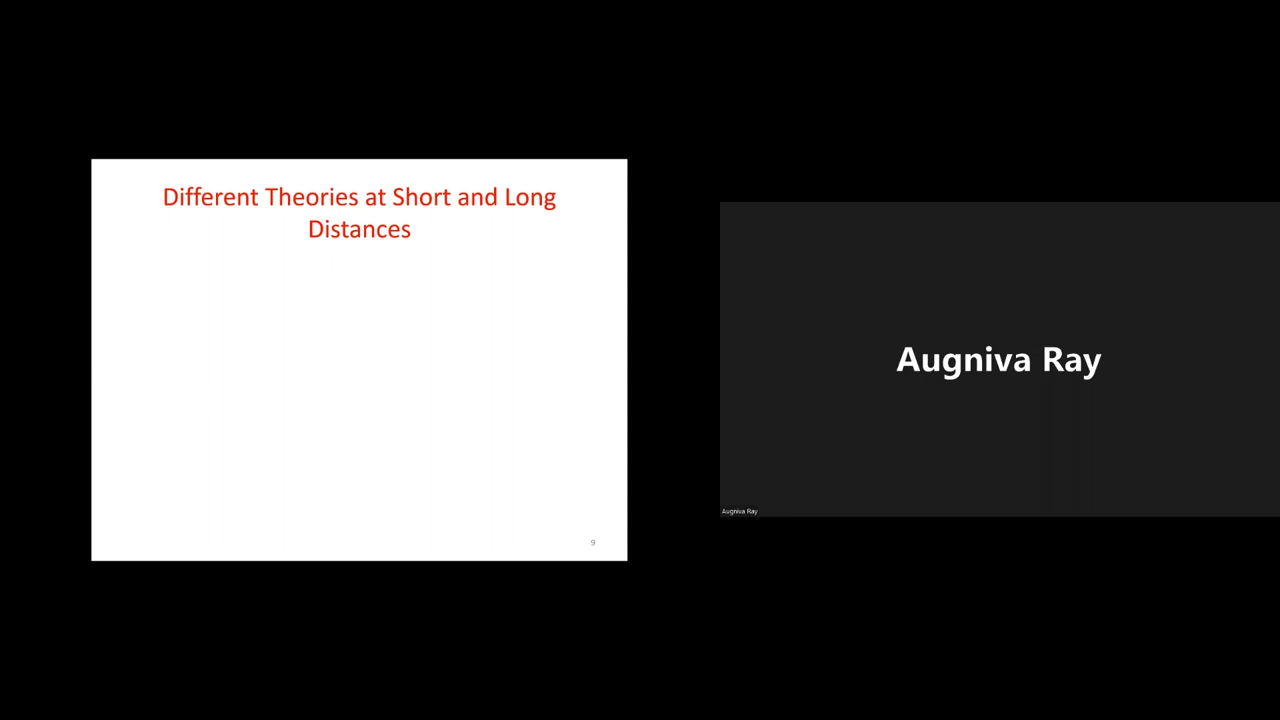 Different Theories at Short and Long
Distances
9
Augniva Ray
Augniva Ray